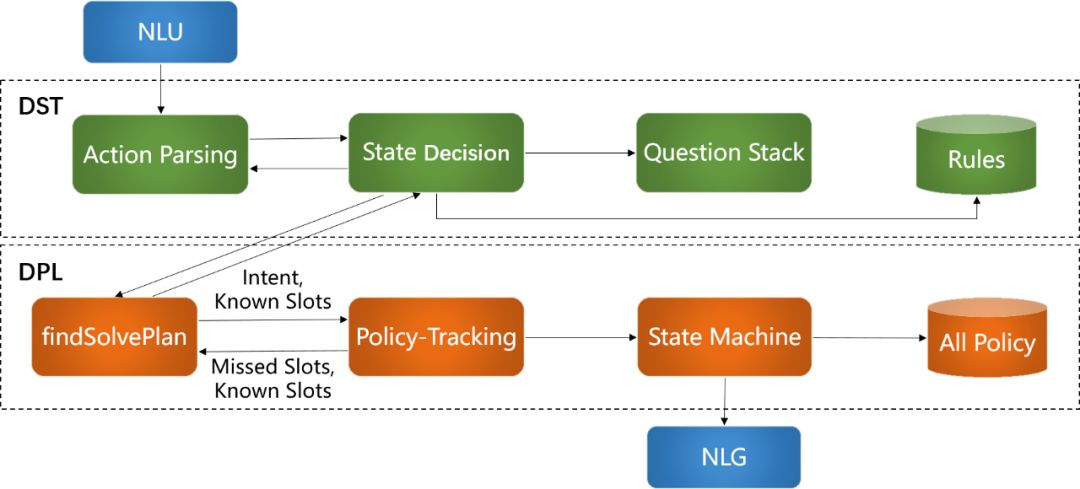 NLU
DST
Action Parsing
State Decision
Question Stack
Rules
DPL
Intent,
Known Slots
findSolvePlan
Policy-Tracking
State Machine
All Policy
Missed Slots,
Known Slots
NLG